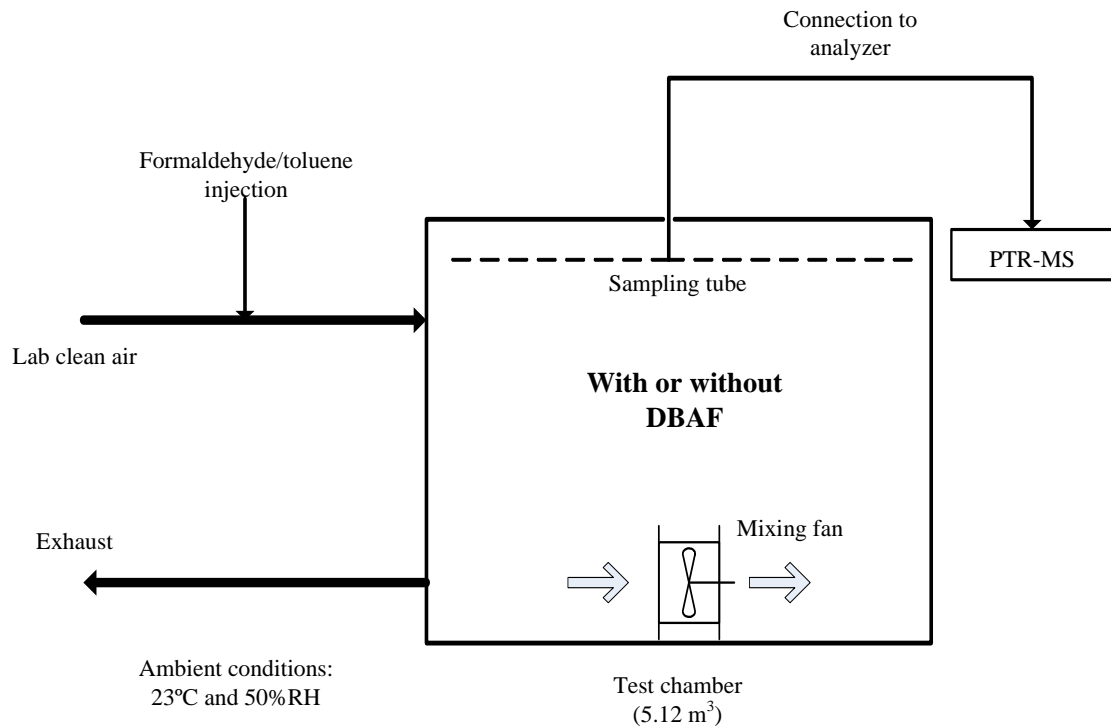 Connection to
analyzer
Formaldehyde/toluene
injection
PTR-MS
Sampling tube
Lab clean air
With or without
DBAF
Mixing fan
Exhaust
Ambient conditions:
23ºC and 50%RH
Test chamber
(5.12 m³)